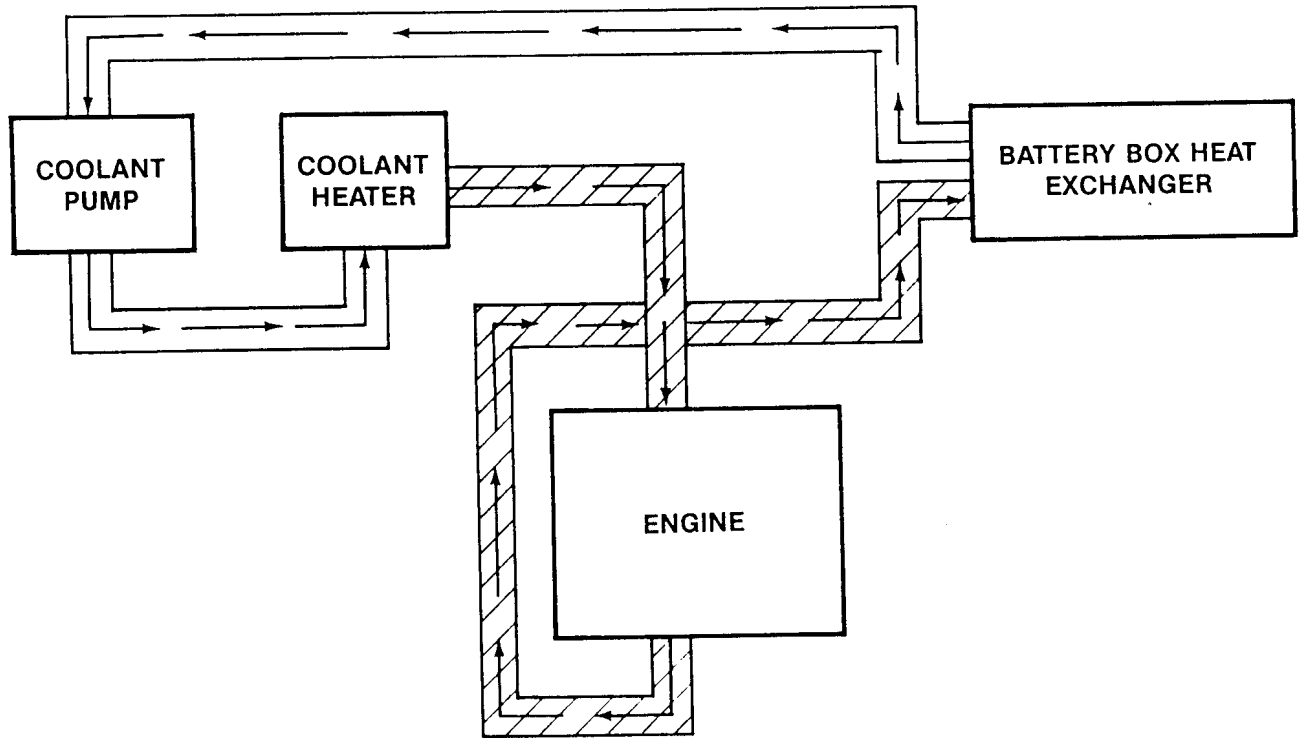 COOLANT
PUMP
COOLANT
HEATER
BATTERY BOX HEAT
EXCHANGER
ENGINE